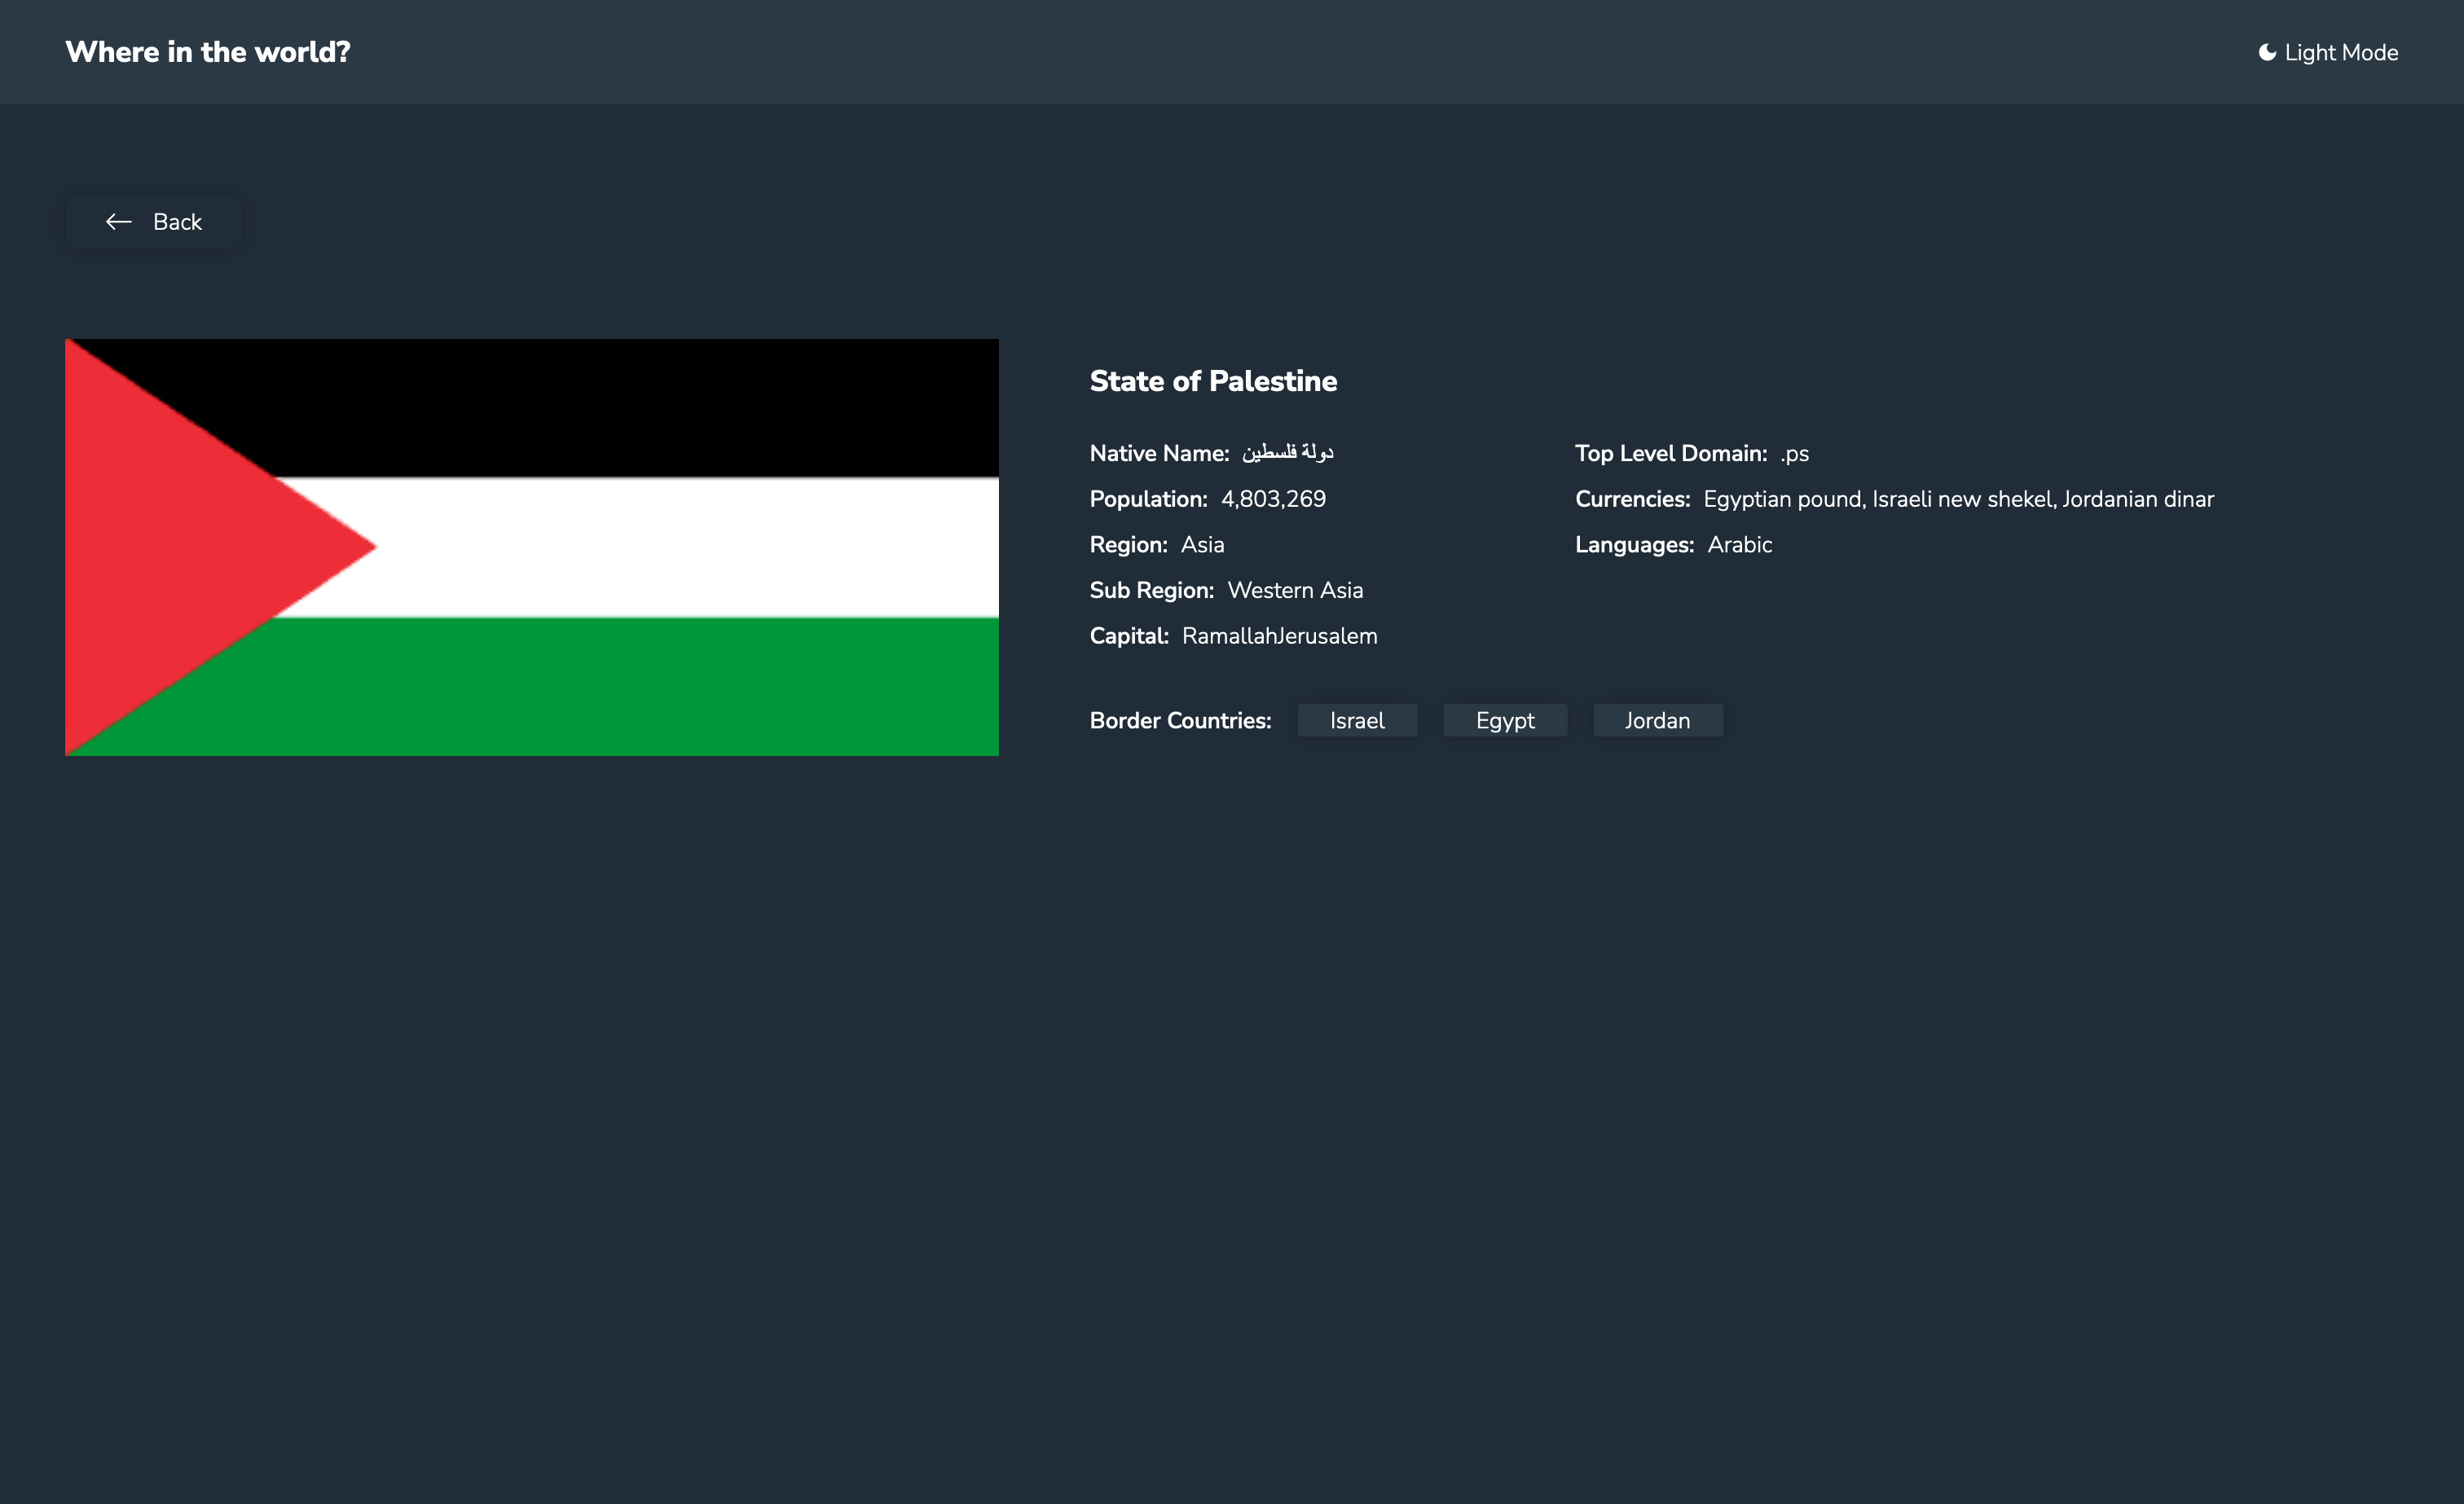 Where in the world?
Light Mode
Back
State of Palestine
Native Name: دولة فلسطين
Population: 4,803,269
Region: Asia
Sub Region: Western Asia
Capital: RamallahJerusalem
Top Level Domain: .ps
Currencies: Egyptian pound, Israeli new shekel, Jordanian dinar
Languages: Arabic
Border Countries: Israel Egypt Jordan